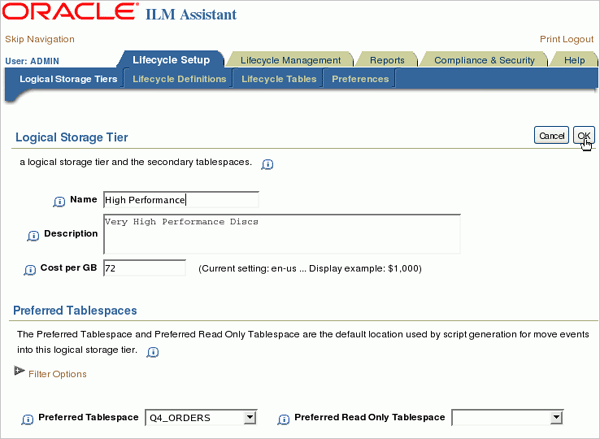 ORACLE® ILM Assistant
Skip Navigation Print Logout
User: ADMIN Lifecycle Setup Lifecycle Management Reports Compliance & Security Help
Logical Storage Tiers Lifecycle Definitions Lifecycle Tables Preferences
Logical Storage Tier Cancel OK
a logical storage tier and the secondary tablespaces.
Name High Performance
Description Very High Performance Discs
Cost per GB 72 (Current setting: en-us ... Display example: $1,000)
Preferred Tablespaces
The Preferred Tablespace and Preferred Read Only Tablespace are the default location used by script generation for move events
into this logical storage tier.
Filter Options
Preferred Tablespace Q4_ORDERS Preferred Read Only Tablespace